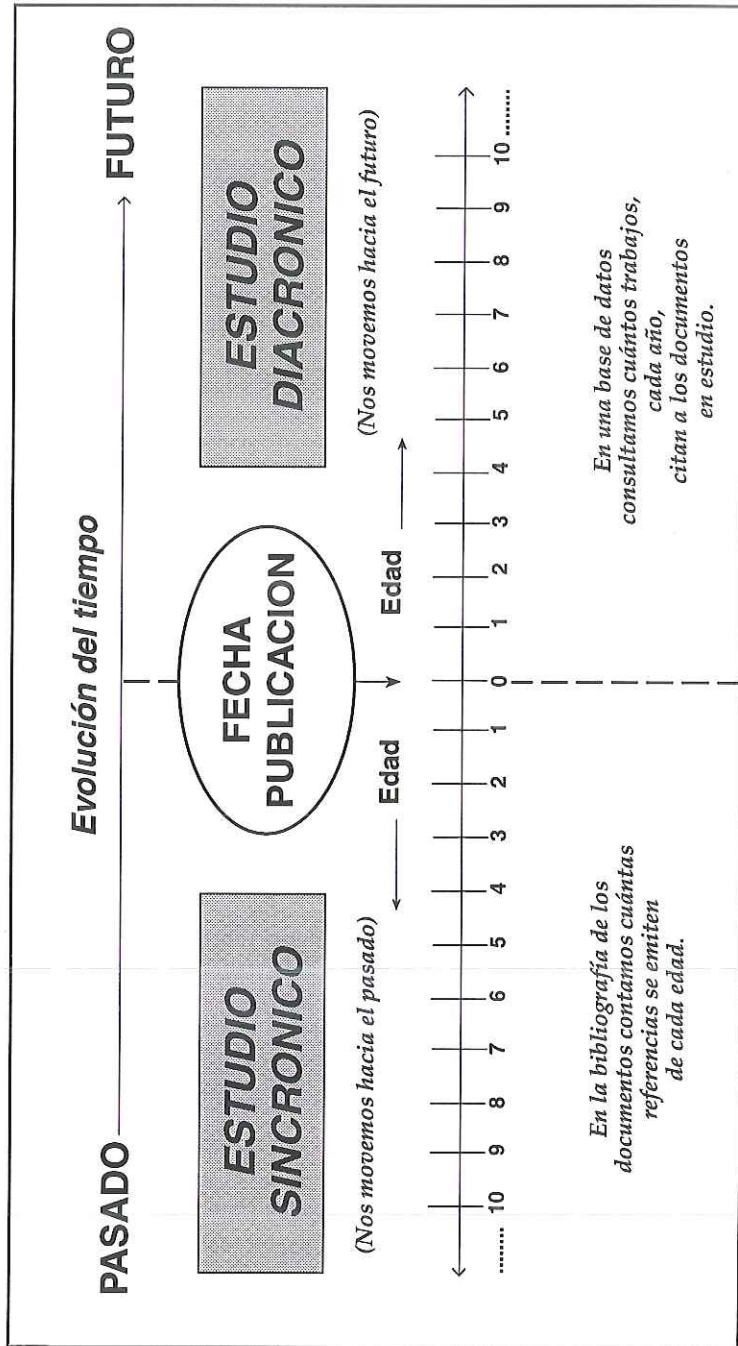 Evolución del tiempo
PASADO
FUTURO
ESTUDIO
SINCRONICO
FECHA
PUBLICACION
ESTUDIO
DIACRONICO
(Nos movemos hacia el pasado)
(Nos movemos hacia el futuro)
Edad
Edad
........ 10 9 8 7 6 5 4 3 2 1 0 1 2 3 4 5 6 7 8 9 10 ........
En la bibliografía de los
documentos contamos cuántas
referencias se emiten
de cada edad.
En una base de datos
consultamos cuántos trabajos,
cada año,
citan a los documentos
en estudio.